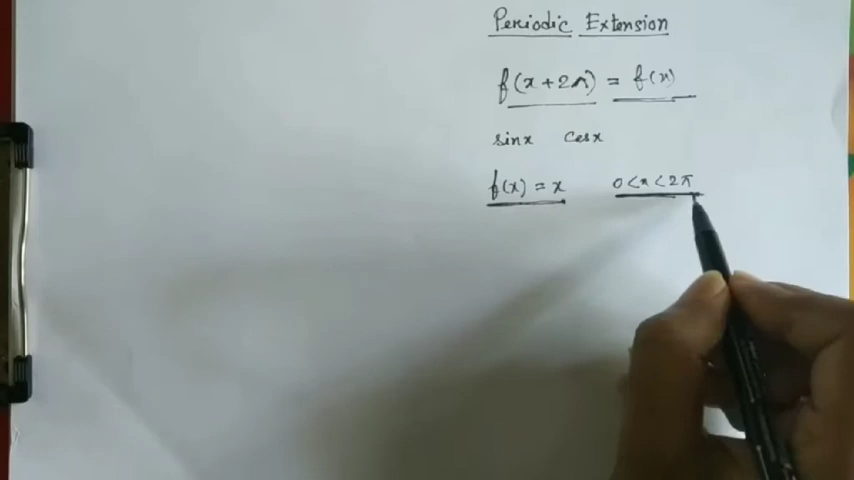 Periodic Extension
f(x+2π) = f(x)
sinx cosx
f(x) = x 0<x<2π